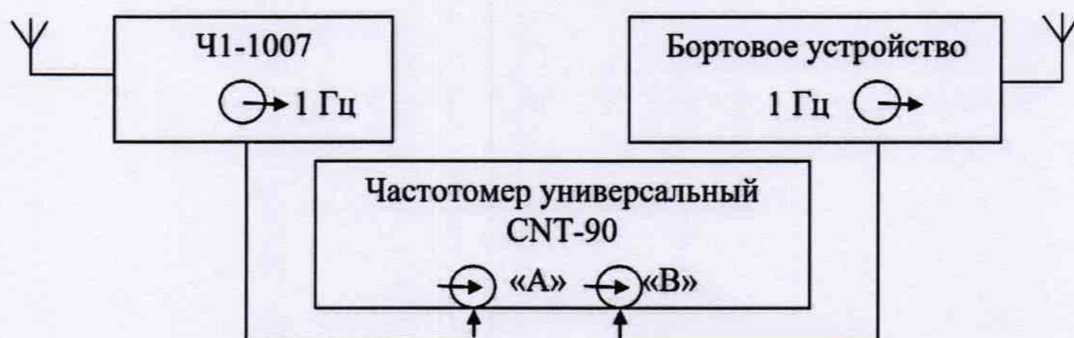 Ч1-1007
1 Гц
Бортовое устройство
1 Гц
Частотомер универсальный
CNT-90
«А» «В»